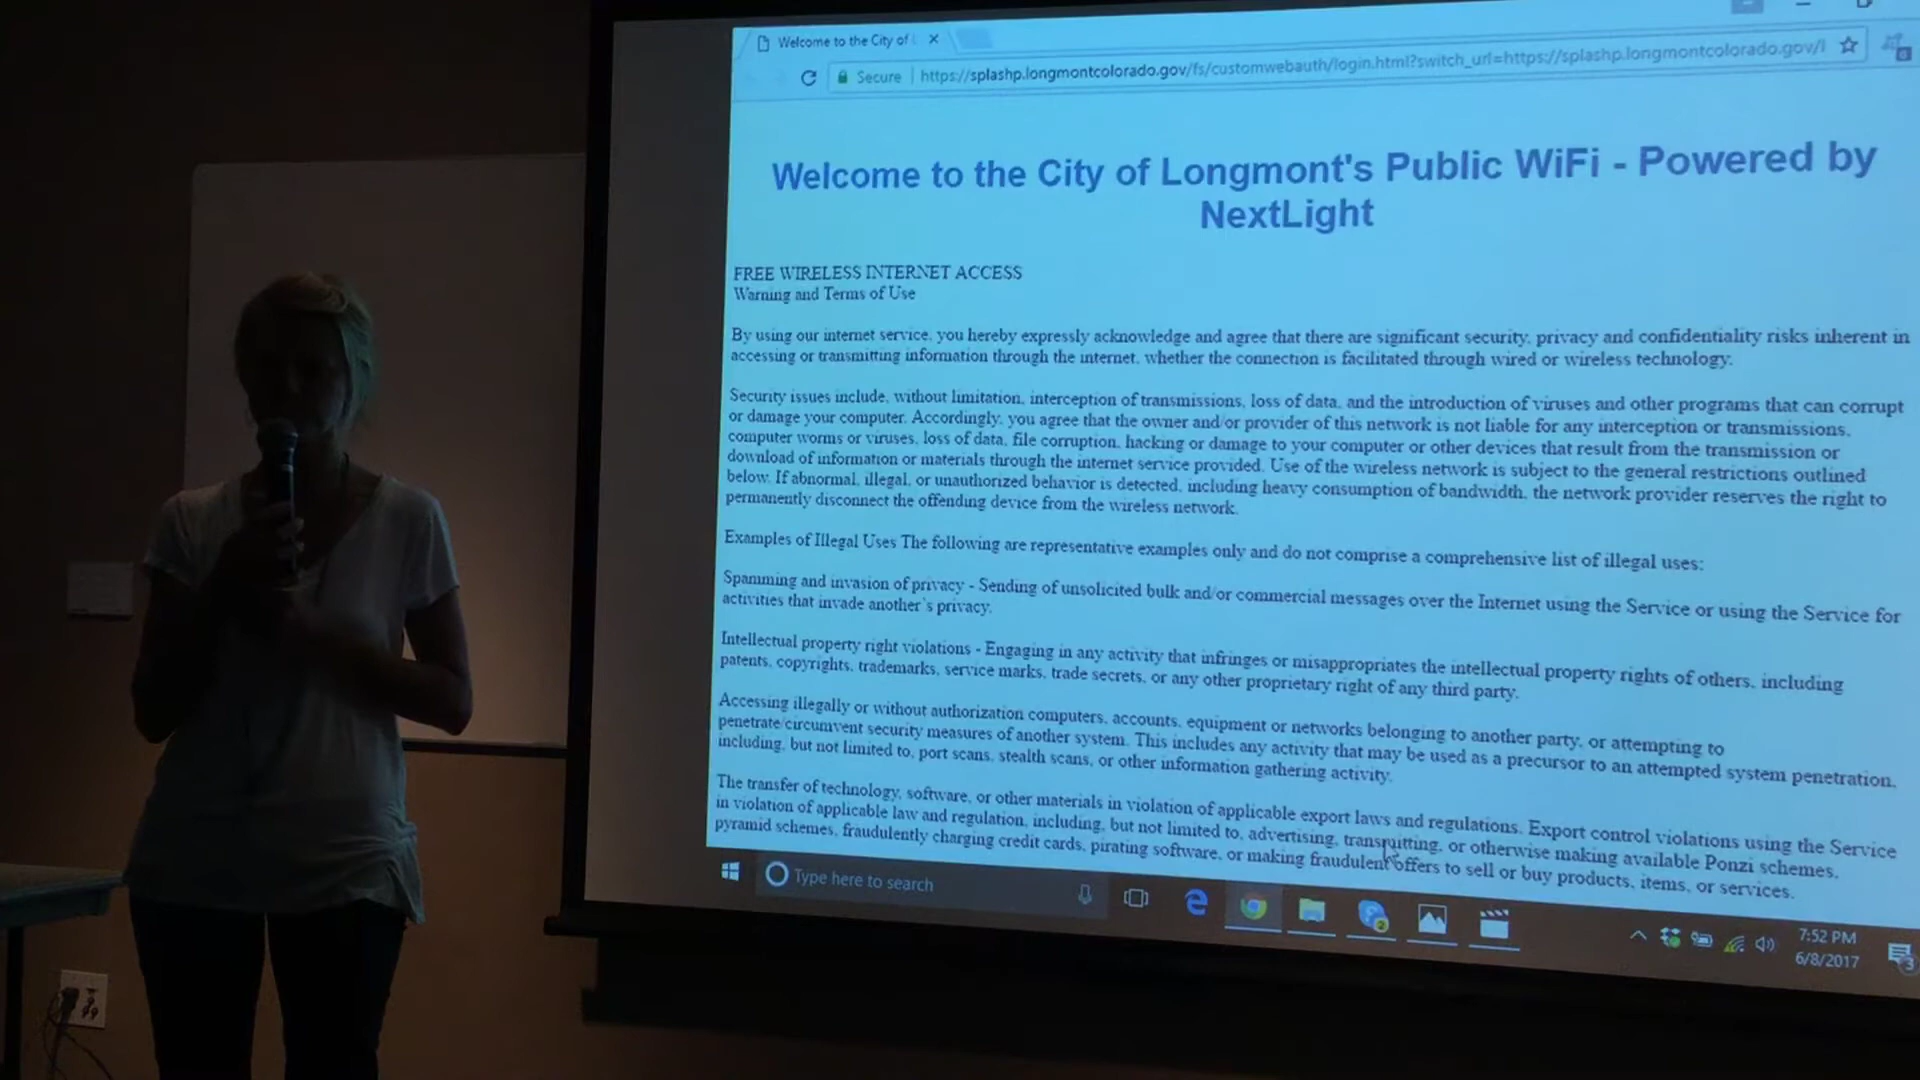 Welcome to the City of
Secure | https://splashp.longmontcolorado.gov/fs/customwebauth/login.html?switch_url=https://splashp.longmontcolorado.gov/l
Welcome to the City of Longmont's Public WiFi - Powered by
NextLight
FREE WIRELESS INTERNET ACCESS
Warning and Terms of Use
By using our internet service, you hereby expressly acknowledge and agree that there are significant security, privacy and confidentiality risks inherent in
accessing or transmitting information through the internet, whether the connection is facilitated through wired or wireless technology.
Security issues include, without limitation, interception of transmissions, loss of data, and the introduction of viruses and other programs that can corrupt
or damage your computer. Accordingly, you agree that the owner and/or provider of this network is not liable for any interception or transmissions,
computer worms or viruses, loss of data, file corruption, hacking or damage to your computer or other devices that result from the transmission or
download of information or materials through the internet service provided. Use of the wireless network is subject to the general restrictions outlined
below. If abnormal, illegal, or unauthorized behavior is detected, including heavy consumption of bandwidth, the network provider reserves the right to
permanently disconnect the offending device from the wireless network.
Examples of Illegal Uses The following are representative examples only and do not comprise a comprehensive list of illegal uses:
Spamming and invasion of privacy - Sending of unsolicited bulk and/or commercial messages over the Internet using the Service or using the Service for
activities that invade another's privacy.
Intellectual property right violations - Engaging in any activity that infringes or misappropriates the intellectual property rights of others, including
patents, copyrights, trademarks, service marks, trade secrets, or any other proprietary right of any third party.
Accessing illegally or without authorization computers, accounts, equipment or networks belonging to another party, or attempting to
penetrate/circumvent security measures of another system. This includes any activity that may be used as a precursor to an attempted system penetration,
including, but not limited to, port scans, stealth scans, or other information gathering activity.
The transfer of technology, software, or other materials in violation of applicable export laws and regulations. Export control violations using the Service
in violation of applicable law and regulation, including, but not limited to, advertising, transmitting, or otherwise making available Ponzi schemes,
pyramid schemes, fraudulently charging credit cards, pirating software, or making fraudulent offers to sell or buy products, items, or services.
Type here to search
2
7:52 PM
6/8/2017
3